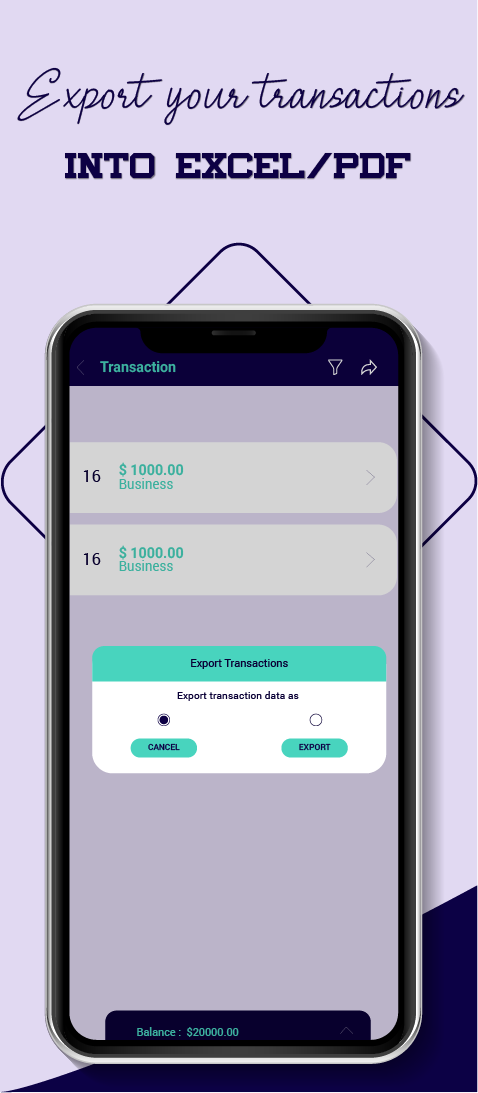 Export your transactions
INTO EXCEL/PDF
Transaction
16
$ 1000.00
Business
16
$ 1000.00
Business
Export Transactions
Export transaction data as
CANCEL EXPORT
Balance : $20000.00